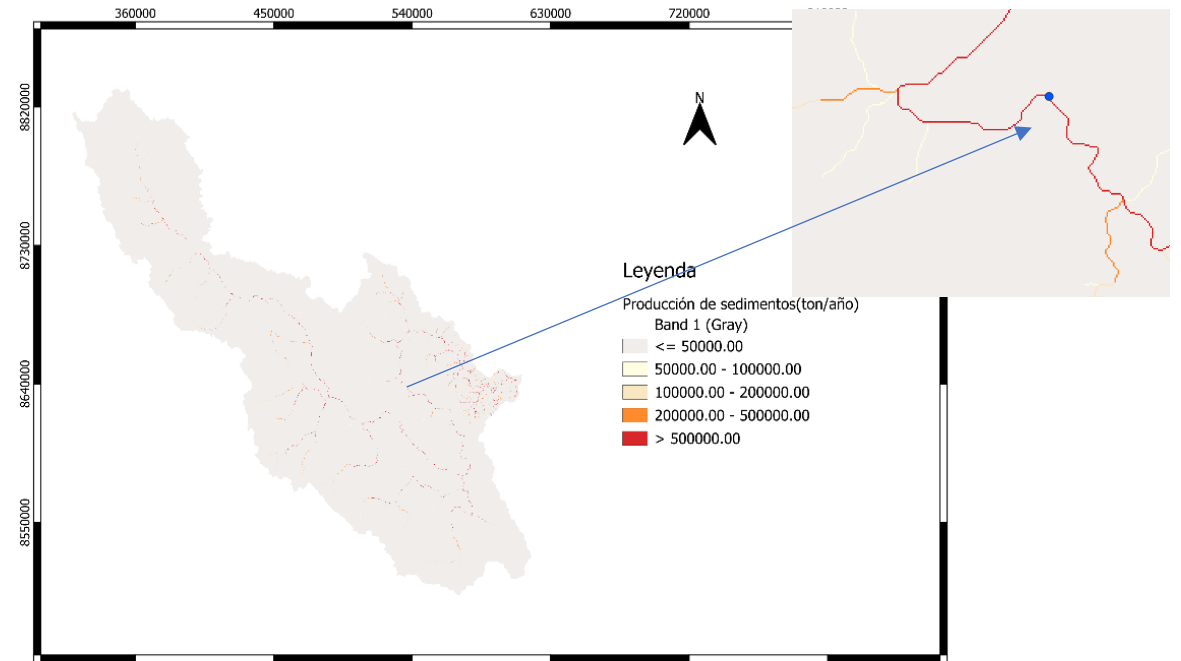 360000 450000 540000 630000 720000
N
8820000
8730000
8640000
8550000
Leyenda
Producción de sedimentos(ton/año)
Band 1 (Gray)
<= 50000.00
50000.00 - 100000.00
100000.00 - 200000.00
200000.00 - 500000.00
> 500000.00